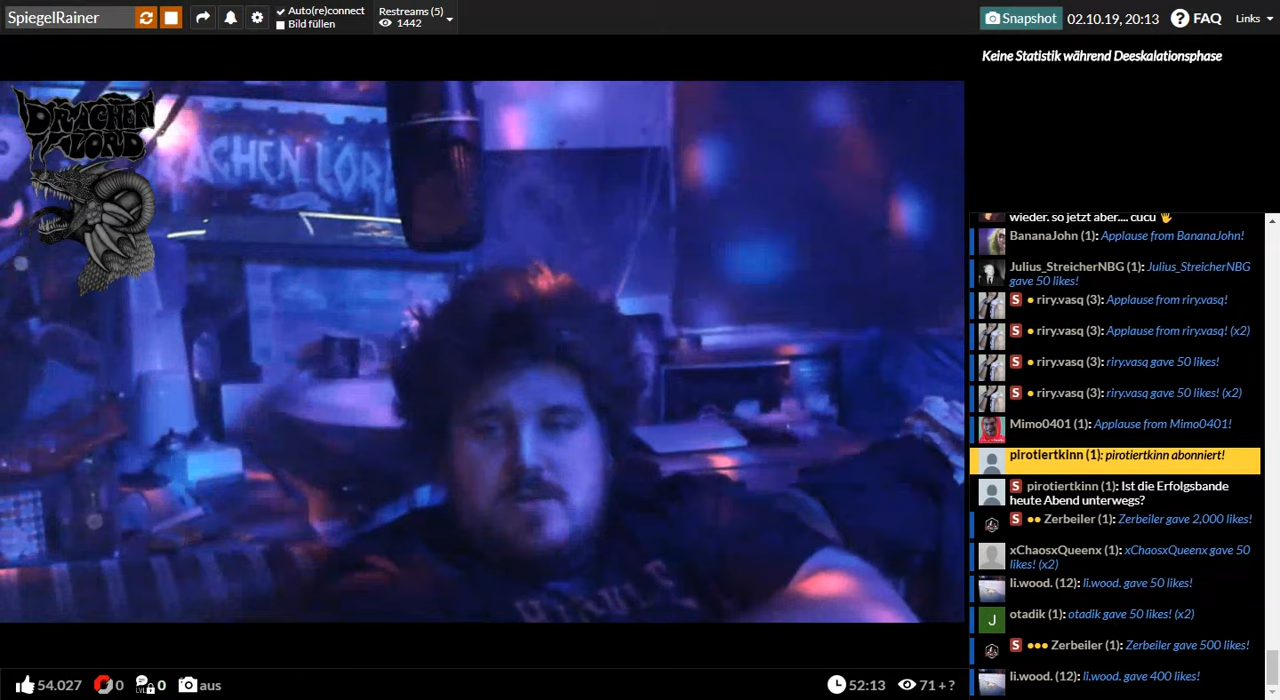 SpiegelRainer
Auto(re)connect
Bild füllen
Restreams (5)
1442
Snapshot
02.10.19, 20:13
? FAQ
Links
Keine Statistik während Deeskalationsphase
DRACHEN
LORD
ACHEN LORD
wieder. so jetzt aber.... cucu 🖐
BananaJohn (1): Applause from BananaJohn!
Julius_StreicherNBG (1): Julius_StreicherNBG
gave 50 likes!
S riry.vasq (3): Applause from riry.vasq!
S riry.vasq (3): Applause from riry.vasq! (x2)
S riry.vasq (3): riry.vasq gave 50 likes!
S riry.vasq (3): riry.vasq gave 50 likes! (x2)
Mimo0401 (1): Applause from Mimo0401!
pirotiertkinn (1): pirotiertkinn abonniert!
S pirotiertkinn (1): Ist die Erfolgsbande
heute Abend unterwegs?
S Zerbeiler (1): Zerbeiler gave 2,000 likes!
xChaosxQueenx (1): xChaosxQueenx gave 50
likes! (x2)
li.wood. (12): li.wood. gave 50 likes!
J
otadik (1): otadik gave 50 likes! (x2)
S Zerbeiler (1): Zerbeiler gave 500 likes!
li.wood. (12): li.wood. gave 400 likes!
54.027
0
LVL
0
aus
52:13
71 + ?